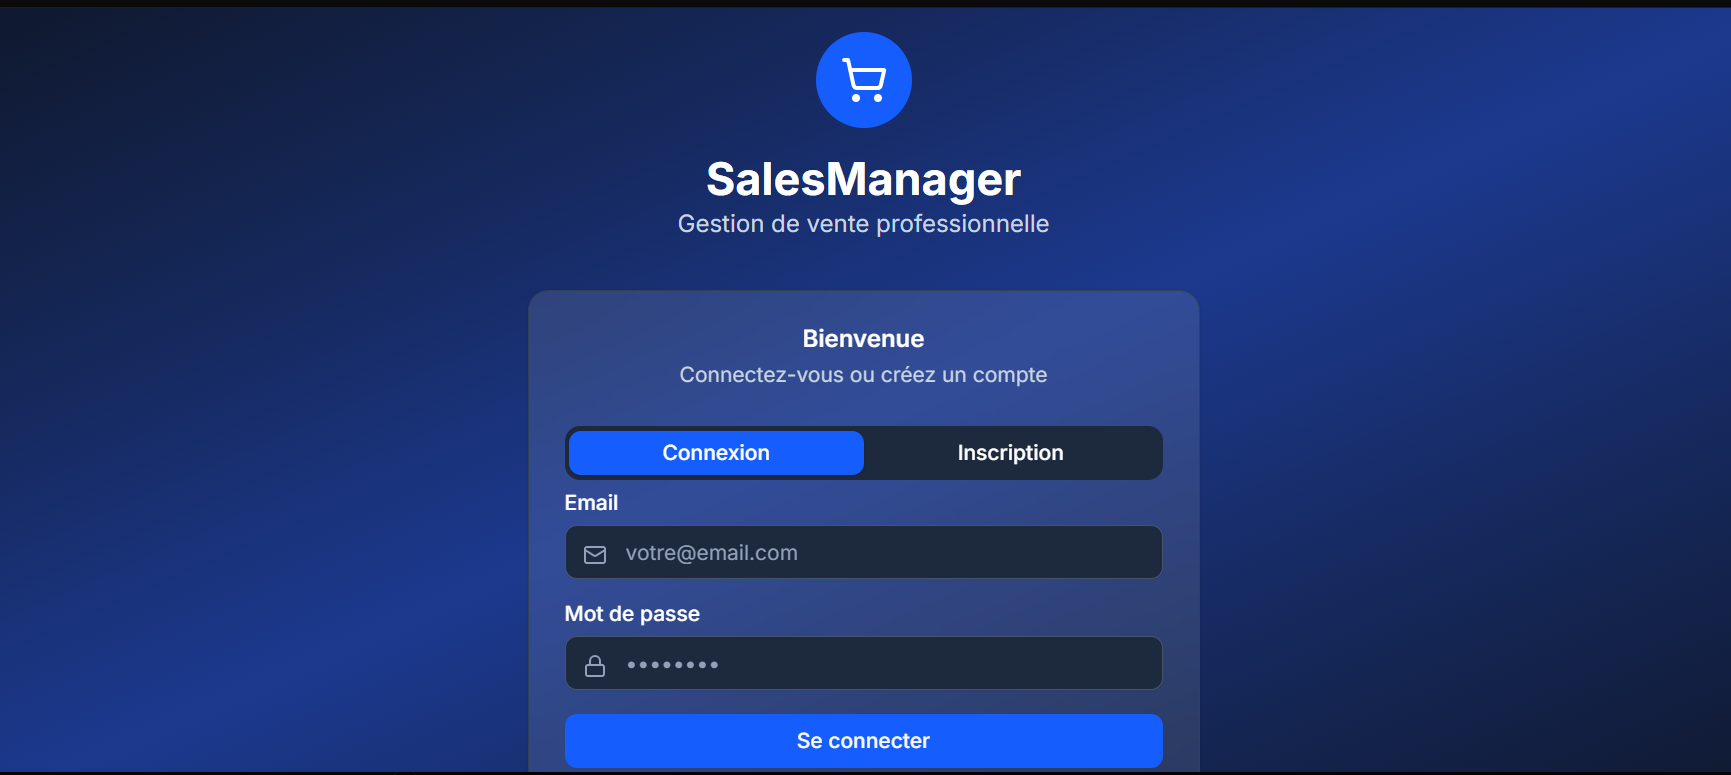 SalesManager
Gestion de vente professionnelle
Bienvenue
Connectez-vous ou créez un compte
Connexion
Inscription
Email
votre@email.com
Mot de passe
••••••••
Se connecter